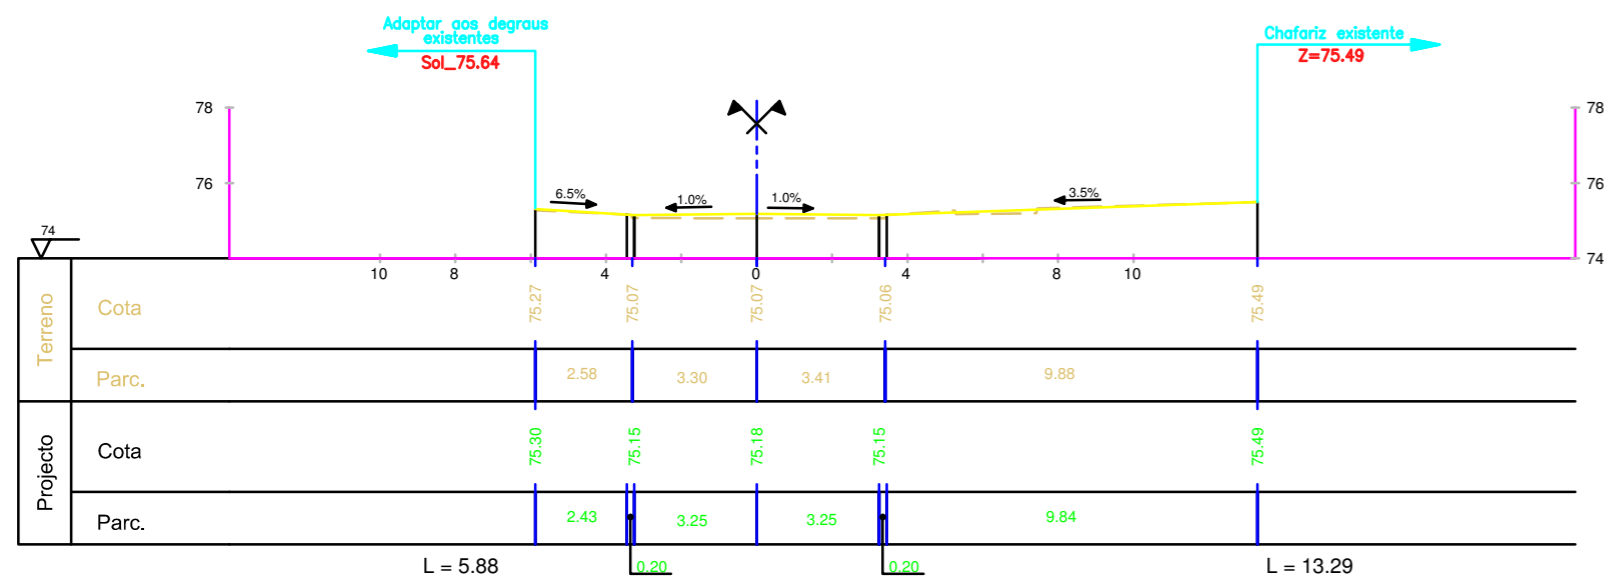 Adaptar aos degraus
existentes
Sol_75.64
Chafariz existente
Z=75.49
78
78
76
76
6.5%
1.0%
1.0%
3.5%
74
74
10
8
4
0
4
8
10
Terreno
Cota
75.27
75.07
75.07
75.06
75.49
Parc.
2.58
3.30
3.41
9.88
Projecto
Cota
75.30
75.15
75.18
75.15
75.49
Parc.
2.43
3.25
3.25
9.84
L = 5.88
0.20
0.20
L = 13.29